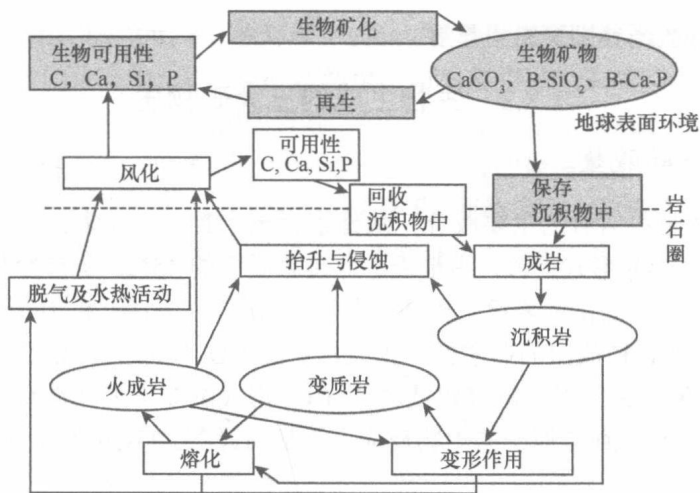 生物矿化
生物可用性
C，Ca，Si，P
生物矿物
CaCO₃、B-SiO₂、B-Ca-P
再生
地球表面环境
可用性
C, Ca, Si,P
风化
回收
沉积物中
保存
沉积物中
岩石圈
抬升与侵蚀
成岩
脱气及水热活动
沉积岩
火成岩
变质岩
熔化
变形作用